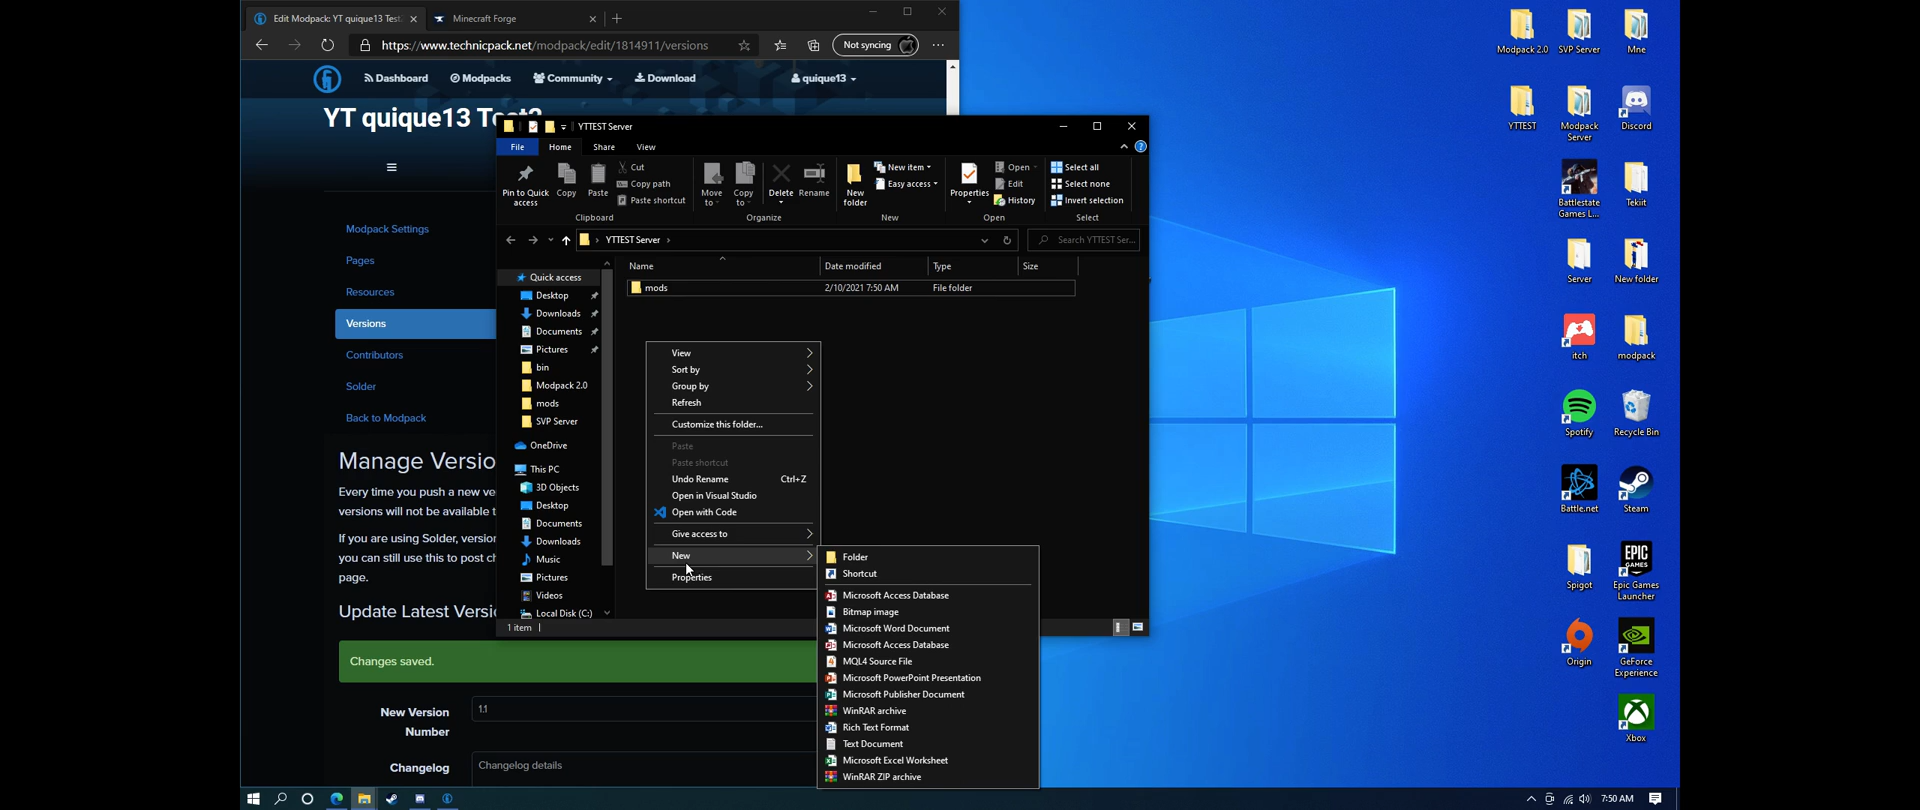 Edit Modpack: YT quique13 Test
Minecraft Forge
https://www.technicpack.net/modpack/edit/1814911/versions
Not syncing
Dashboard
Modpacks
Community
Download
quique13
YT quique13 Test2
Modpack Settings
Pages
Resources
Versions
Contributors
Solder
Back to Modpack
Manage Versio
Every time you push a new ve
versions will not be available t
If you are using Solder, version
you can still use this to post ch
page.
Update Latest Versi
Changes saved.
New Version
Number
1.1
Changelog
Changelog details
YTTEST Server
File
Home
Share
View
Pin to Quick
access
Copy
Paste
Cut
Copy path
Paste shortcut
Clipboard
Move
to
Copy
to
Delete
Rename
Organize
New
folder
New item
Easy access
New
Properties
Open
Edit
History
Open
Select all
Select none
Invert selection
Select
YTTEST Server
Search YTTEST Ser...
Name
Date modified
Type
Size
mods
2/10/2021 7:50 AM
File folder
Quick access
Desktop
Downloads
Documents
Pictures
bin
Modpack 2.0
mods
SVP Server
OneDrive
This PC
3D Objects
Desktop
Documents
Downloads
Music
Pictures
Videos
Local Disk (C:)
1 item
View
Sort by
Group by
Refresh
Customize this folder...
Paste
Paste shortcut
Undo Rename Ctrl+Z
Open in Visual Studio
Open with Code
Give access to
New
Properties
Folder
Shortcut
Microsoft Access Database
Bitmap image
Microsoft Word Document
Microsoft Access Database
MQL4 Source File
Microsoft PowerPoint Presentation
Microsoft Publisher Document
WinRAR archive
Rich Text Format
Text Document
Microsoft Excel Worksheet
WinRAR ZIP archive
Modpack 2.0
SVP Server
Mne
YTTEST
Modpack
Server
Discord
Battlestate
Games L...
Tekiit
Server
New folder
itch
modpack
Spotify
Recycle Bin
Battle.net
Steam
Spigot
EPIC
GAMES
Epic Games
Launcher
Origin
GeForce
Experience
Xbox
7:50 AM